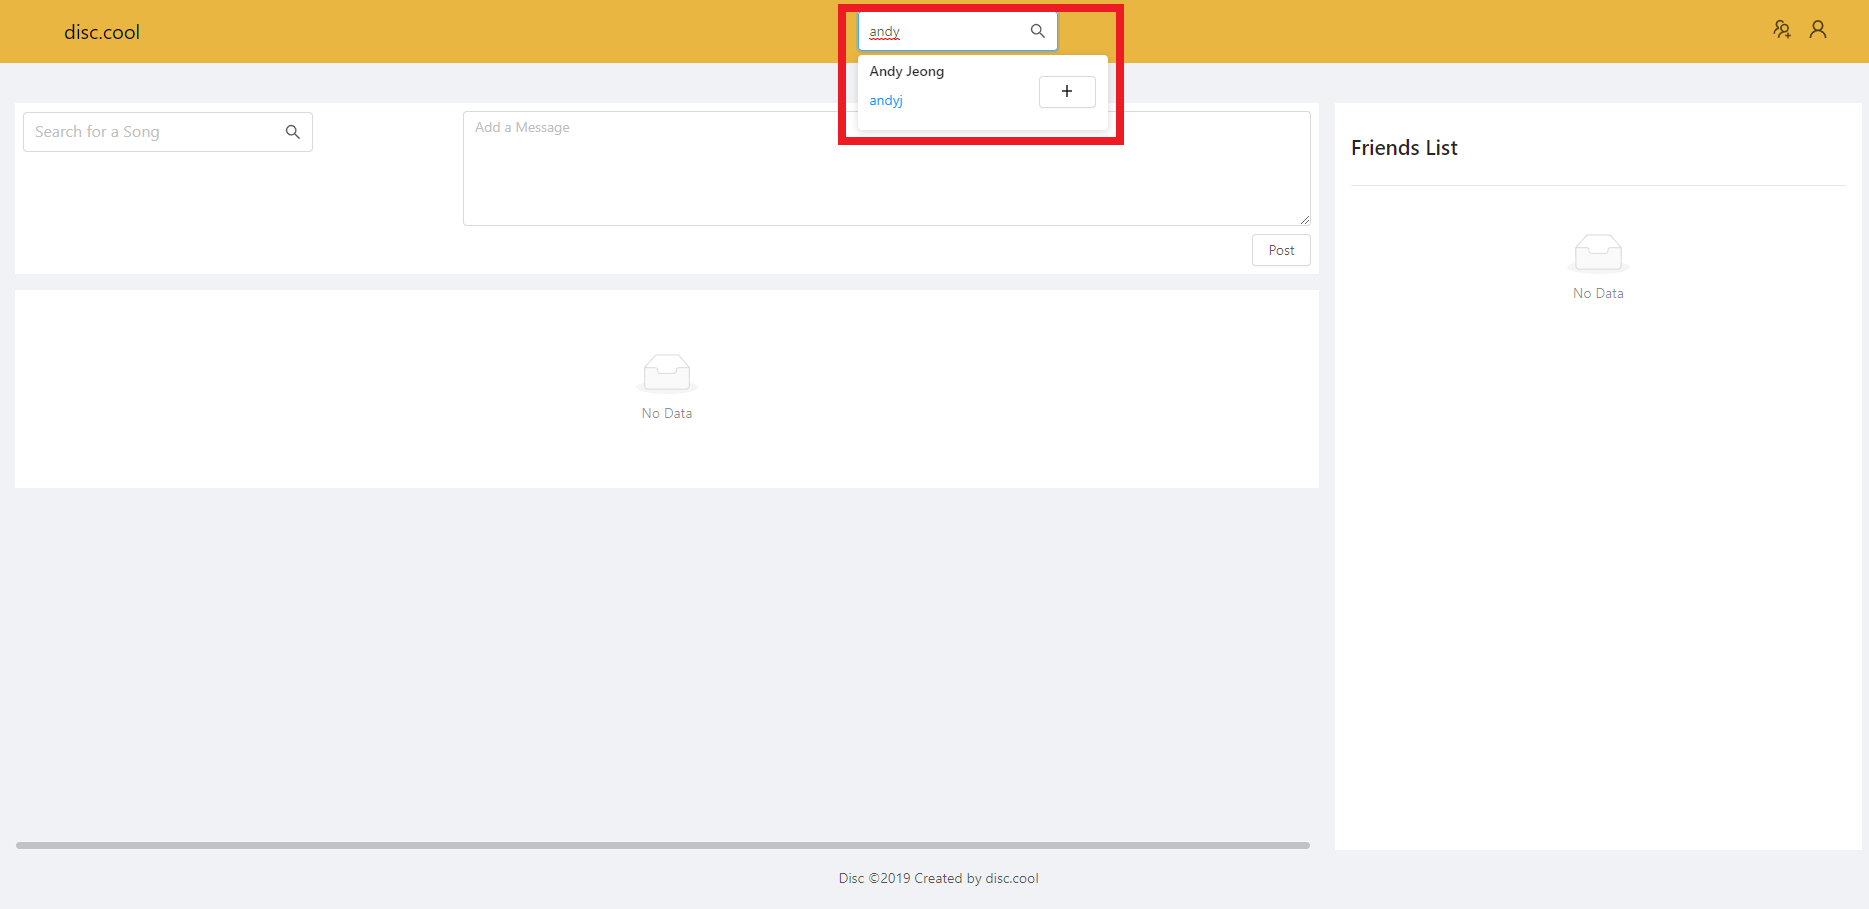 disc.cool
andy
Andy Jeong
andyj
+
Search for a Song
Add a Message
Post
No Data
Friends List
No Data
Disc ©2019 Created by disc.cool